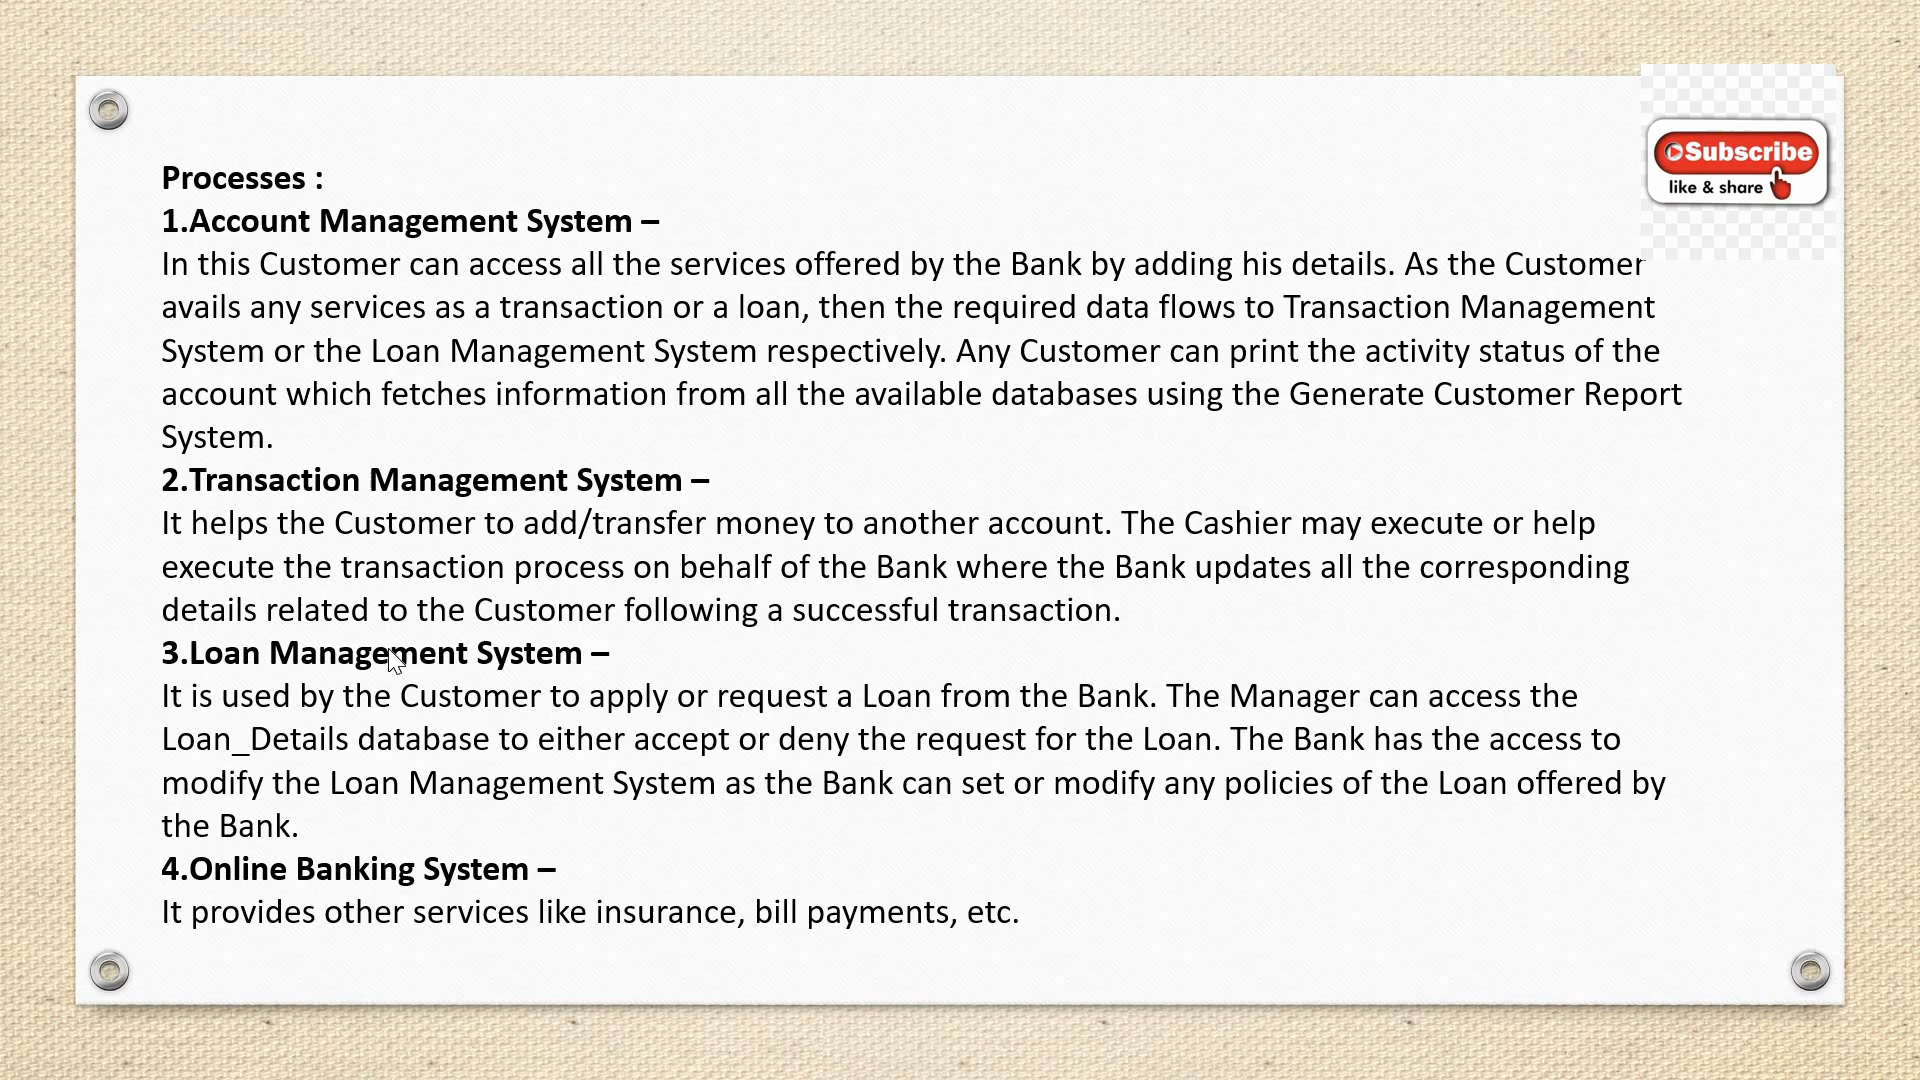 Subscribe
like & share
Processes :
1.Account Management System –
In this Customer can access all the services offered by the Bank by adding his details. As the Customer
avails any services as a transaction or a loan, then the required data flows to Transaction Management
System or the Loan Management System respectively. Any Customer can print the activity status of the
account which fetches information from all the available databases using the Generate Customer Report
System.
2.Transaction Management System –
It helps the Customer to add/transfer money to another account. The Cashier may execute or help
execute the transaction process on behalf of the Bank where the Bank updates all the corresponding
details related to the Customer following a successful transaction.
3.Loan Management System –
It is used by the Customer to apply or request a Loan from the Bank. The Manager can access the
Loan_Details database to either accept or deny the request for the Loan. The Bank has the access to
modify the Loan Management System as the Bank can set or modify any policies of the Loan offered by
the Bank.
4.Online Banking System –
It provides other services like insurance, bill payments, etc.